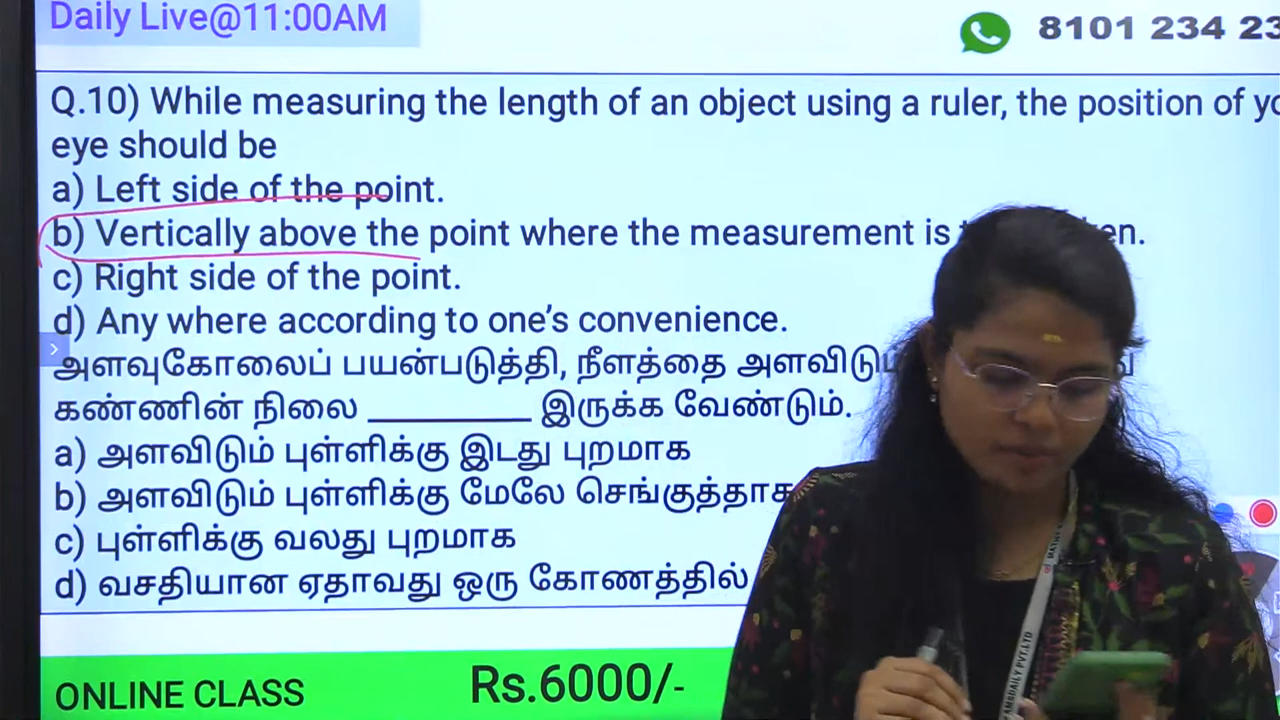 Daily Live@11:00AM
8101 234 23
Q.10) While measuring the length of an object using a ruler, the position of
eye should be
a) Left side of the point.
b) Vertically above the point where the measurement is
c) Right side of the point.
d) Any where according to one's convenience.
அளவுகோலைப் பயன்படுத்தி, நீளத்தை
கண்ணின் நிலை __________ இருக்க வேண்டும்.
a) அளவிடும் புள்ளிக்கு இடது புறமாக
b) அளவிடும் புள்ளிக்கு மேலே செங்குத்தாக
c) புள்ளிக்கு வலது புறமாக
d) வசதியான ஏதாவது ஒரு கோணத்தில்
ONLINE CLASS Rs.6000/-